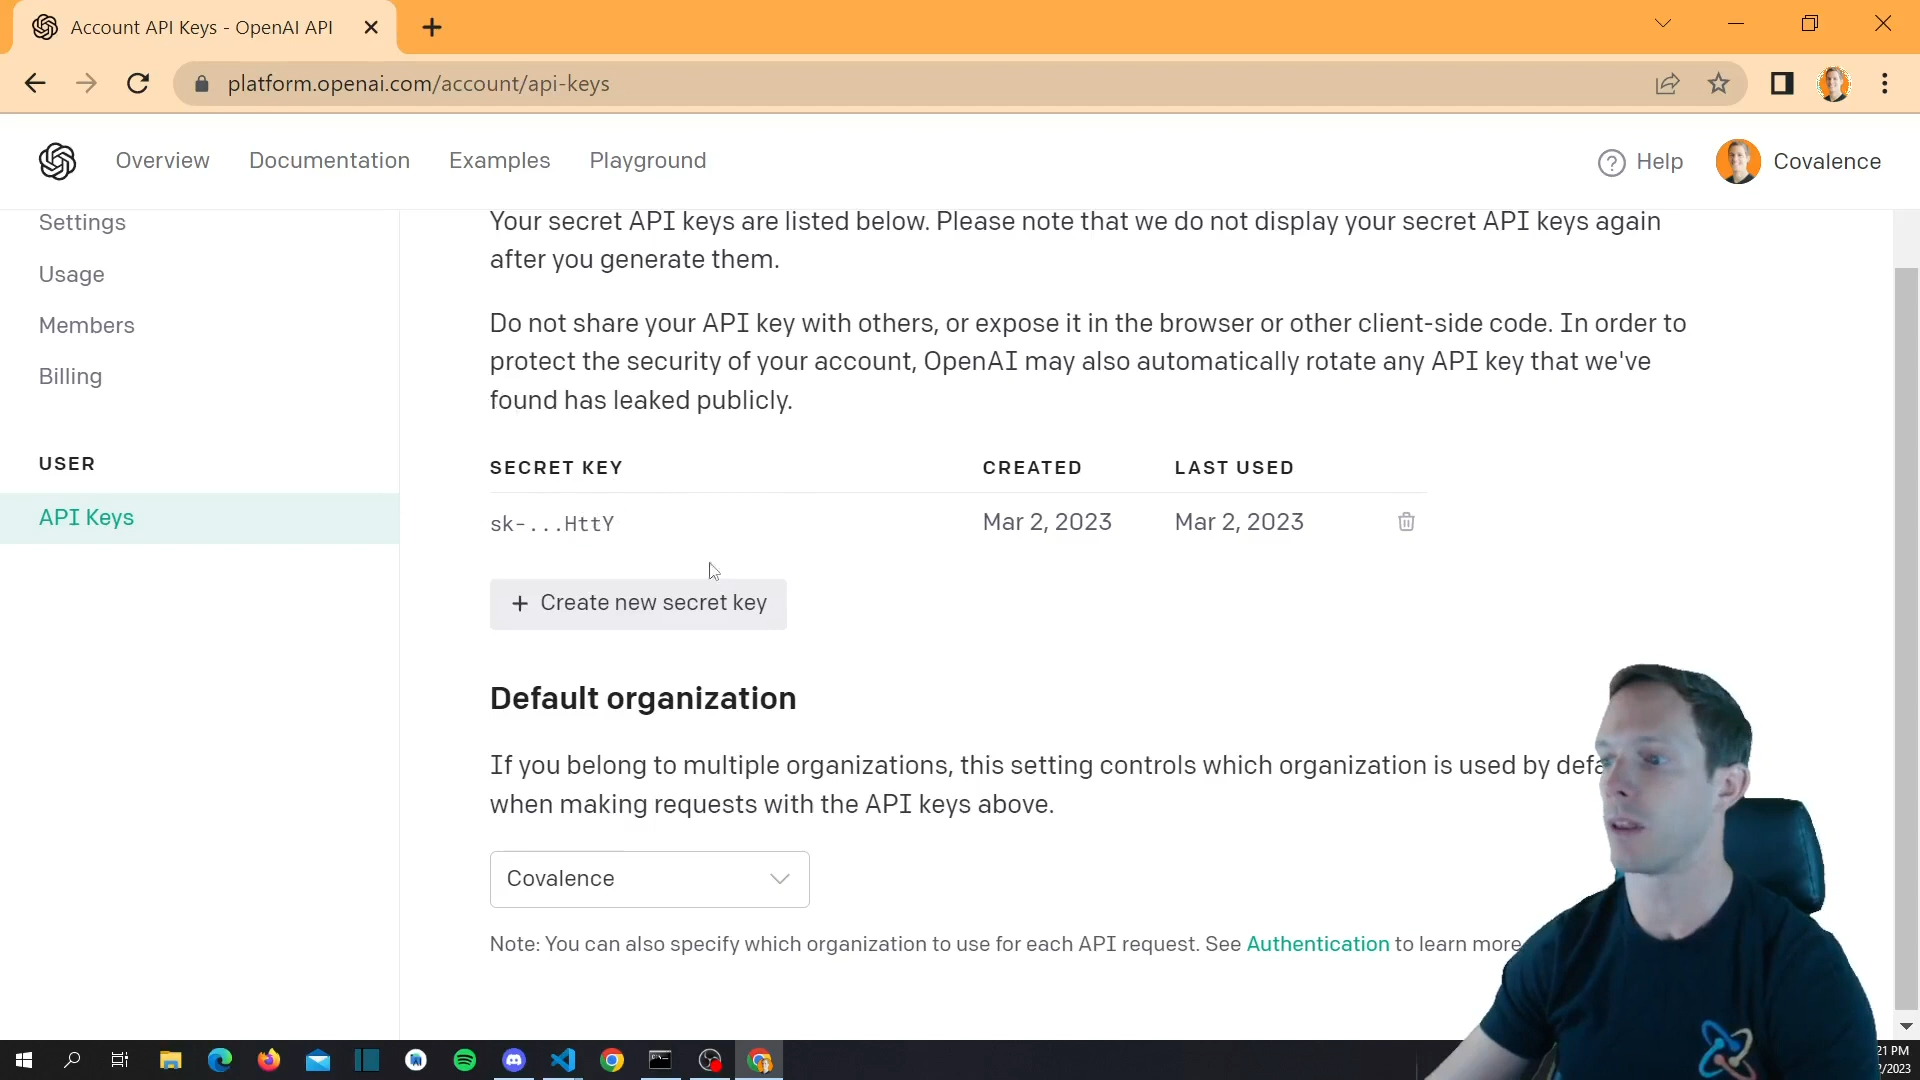 Account API Keys - OpenAI API
platform.openai.com/account/api-keys
Overview
Documentation
Examples
Playground
Help
Covalence
Settings
Usage
Members
Billing
USER
API Keys
Your secret API keys are listed below. Please note that we do not display your secret API keys again
after you generate them.
Do not share your API key with others, or expose it in the browser or other client-side code. In order to
protect the security of your account, OpenAI may also automatically rotate any API key that we've
found has leaked publicly.
SECRET KEY CREATED LAST USED
sk-...HttY Mar 2, 2023 Mar 2, 2023
+ Create new secret key
Default organization
If you belong to multiple organizations, this setting controls which organization is used by
when making requests with the API keys above.
Covalence
Note: You can also specify which organization to use for each API request. See Authentication to learn more
21 PM
/2023